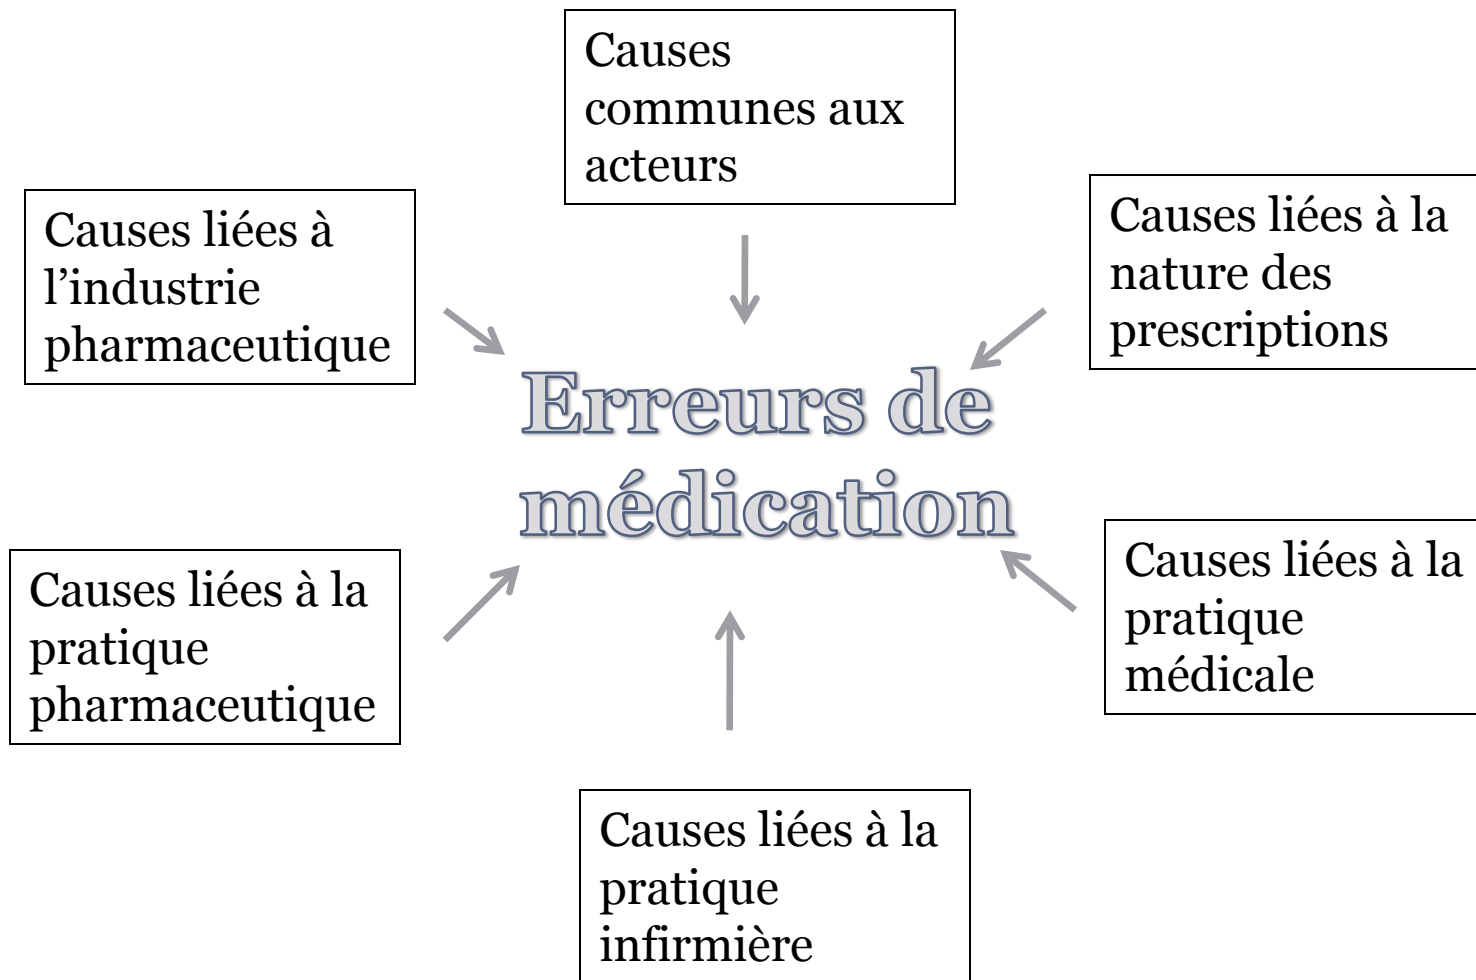 Causes
communes aux
acteurs
Causes liées à
l’industrie
pharmaceutique
Causes liées à la
nature des
prescriptions
Erreurs de
médication
Causes liées à la
pratique
pharmaceutique
Causes liées à la
pratique
médicale
Causes liées à la
pratique
infirmière